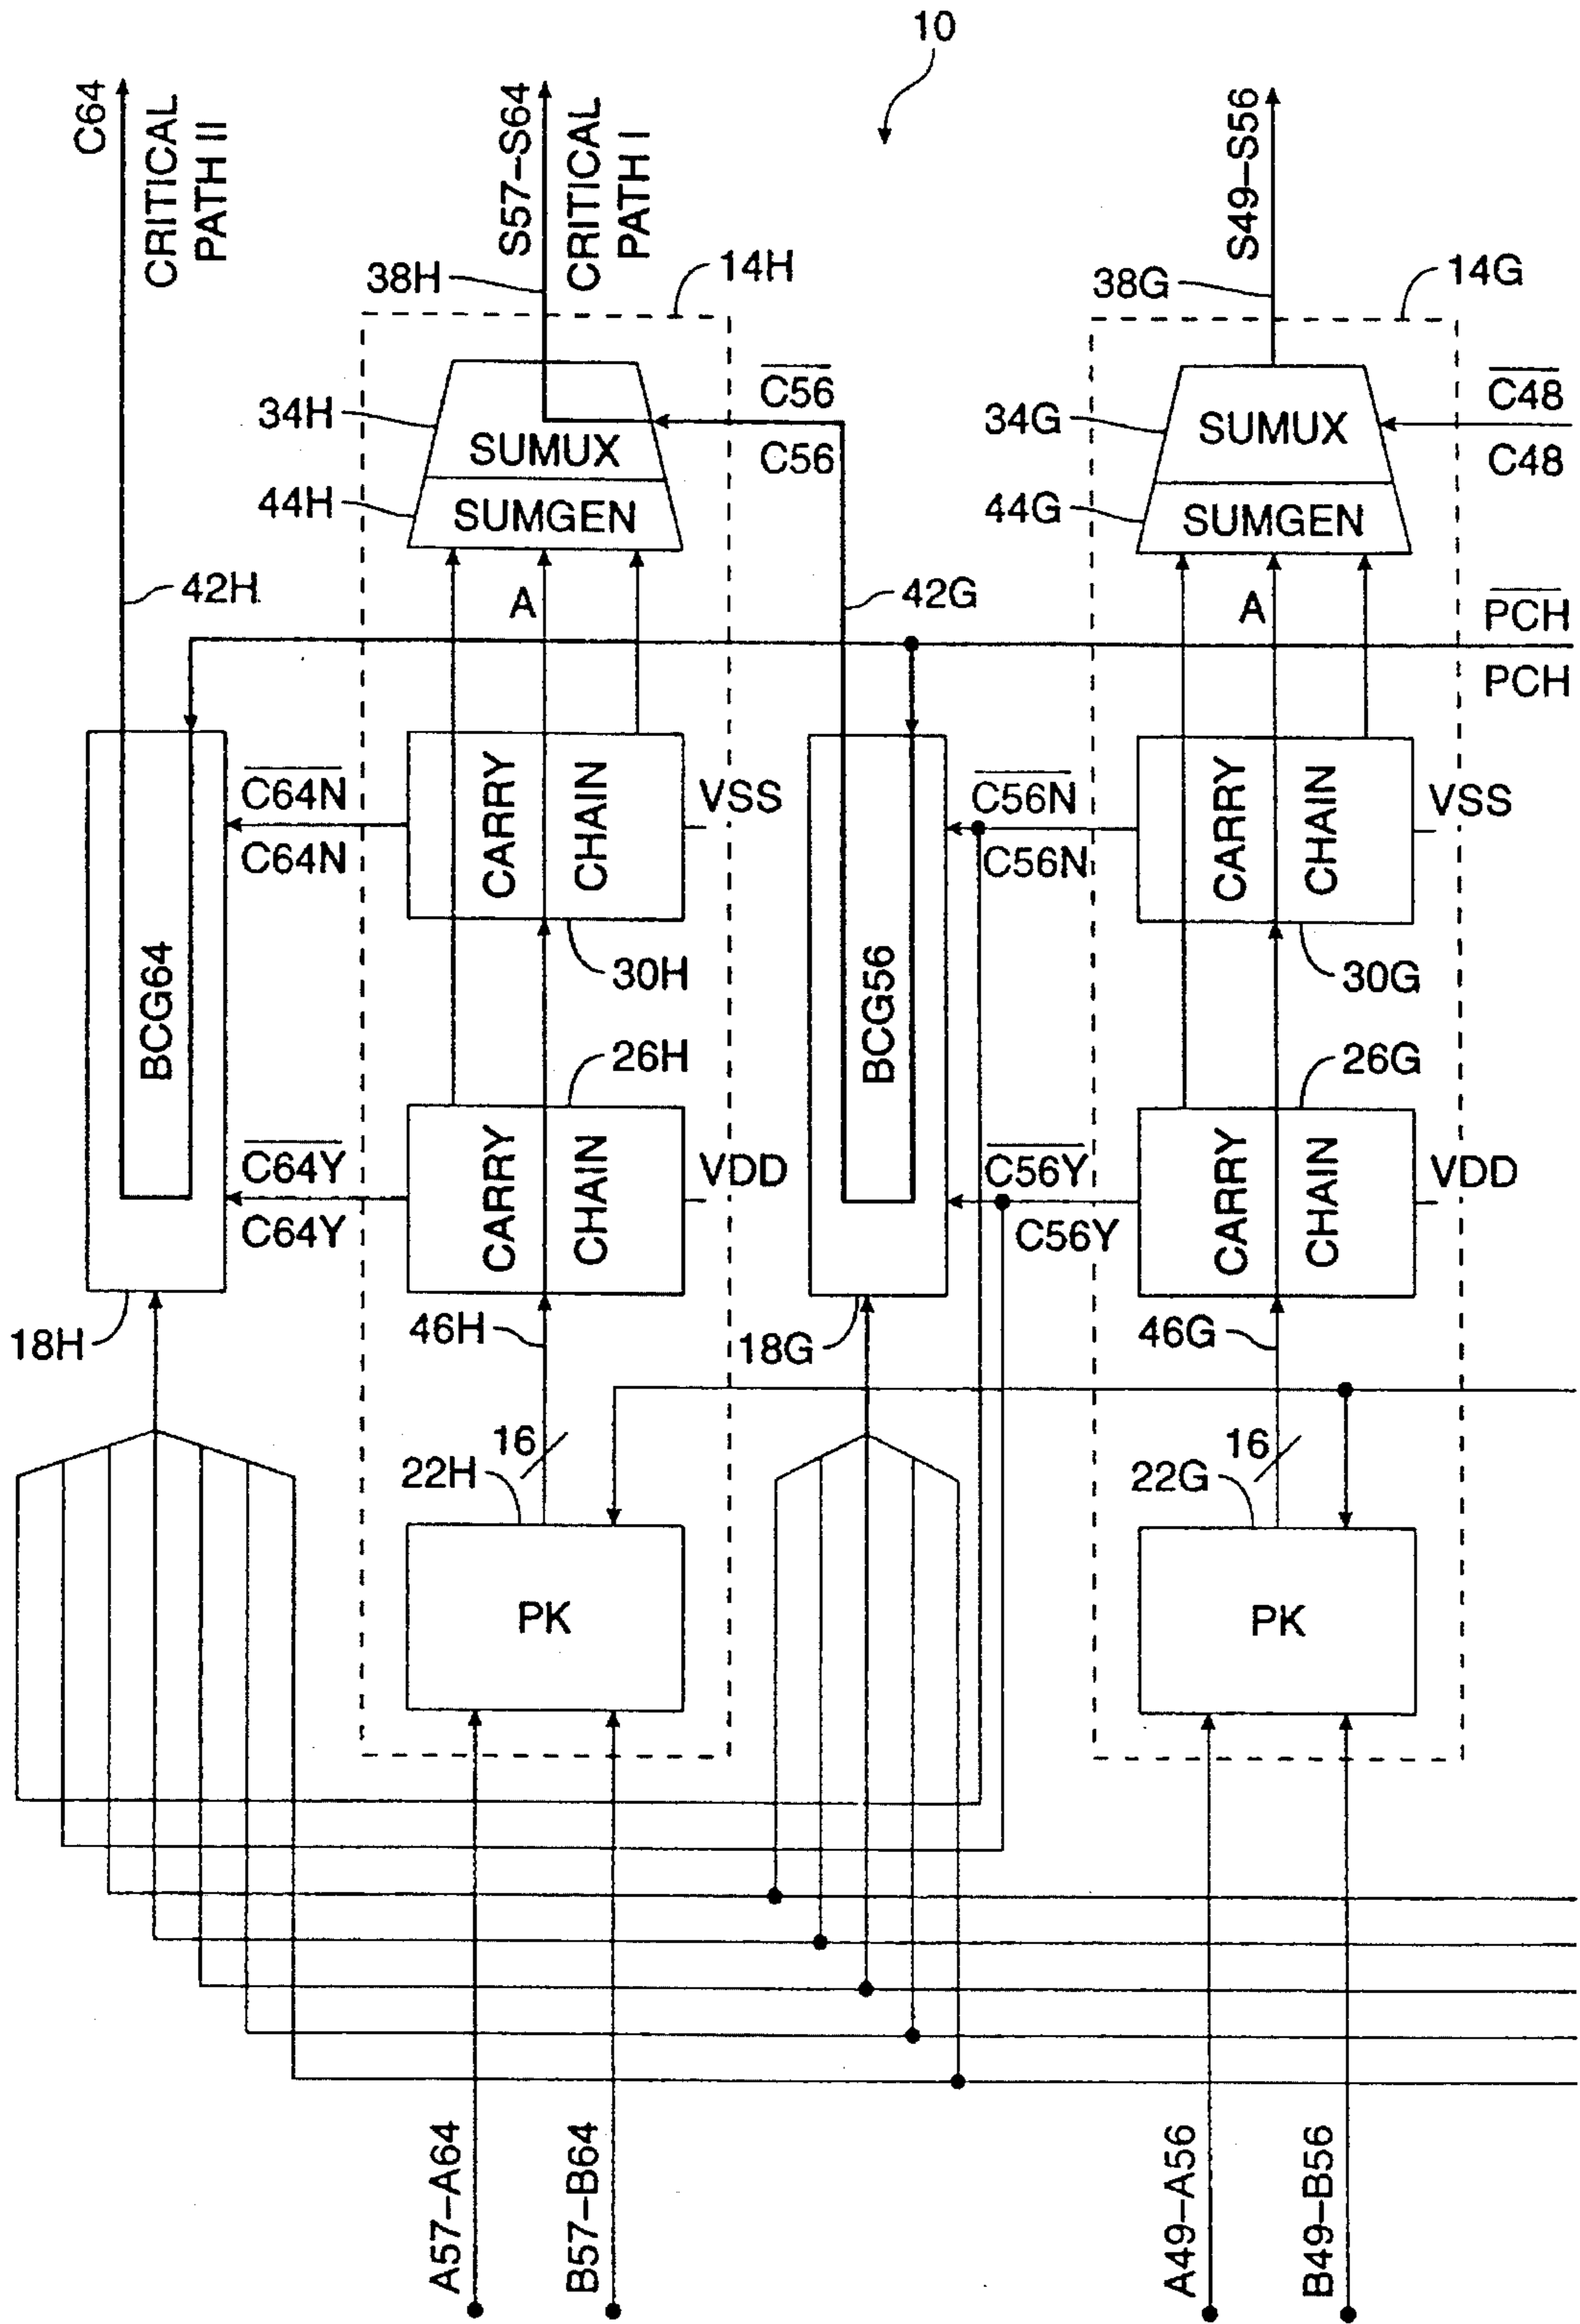 10
C64
CRITICAL
PATH II
S57–S64
CRITICAL
PATH I
S49–S56
38H
14H
38G
14G
34H
SUMUX
44H
SUMGEN
C56
C56
34G
SUMUX
44G
SUMGEN
C48
C48
42H
A
42G
A
PCH
PCH
BCG64
C64N
C64N
CARRY
CHAIN
VSS
30H
BCG56
C56N
C56N
CARRY
CHAIN
VSS
30G
26H
C64Y
C64Y
CARRY
CHAIN
VDD
26G
C56Y
C56Y
CARRY
CHAIN
VDD
18H
46H
18G
46G
16
22H
PK
16
22G
PK
A57–A64
B57–B64
A49–A56
B49–B56